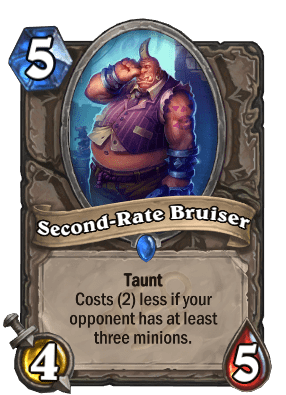 5
Second-Rate Bruiser
Taunt
Costs (2) less if your
opponent has at least
three minions.
4
5